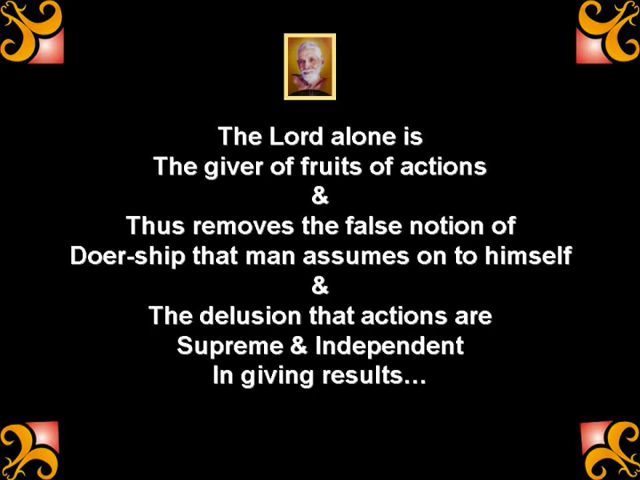 The Lord alone is
The giver of fruits of actions
&
Thus removes the false notion of
Doer-ship that man assumes on to himself
&
The delusion that actions are
Supreme & Independent
In giving results…